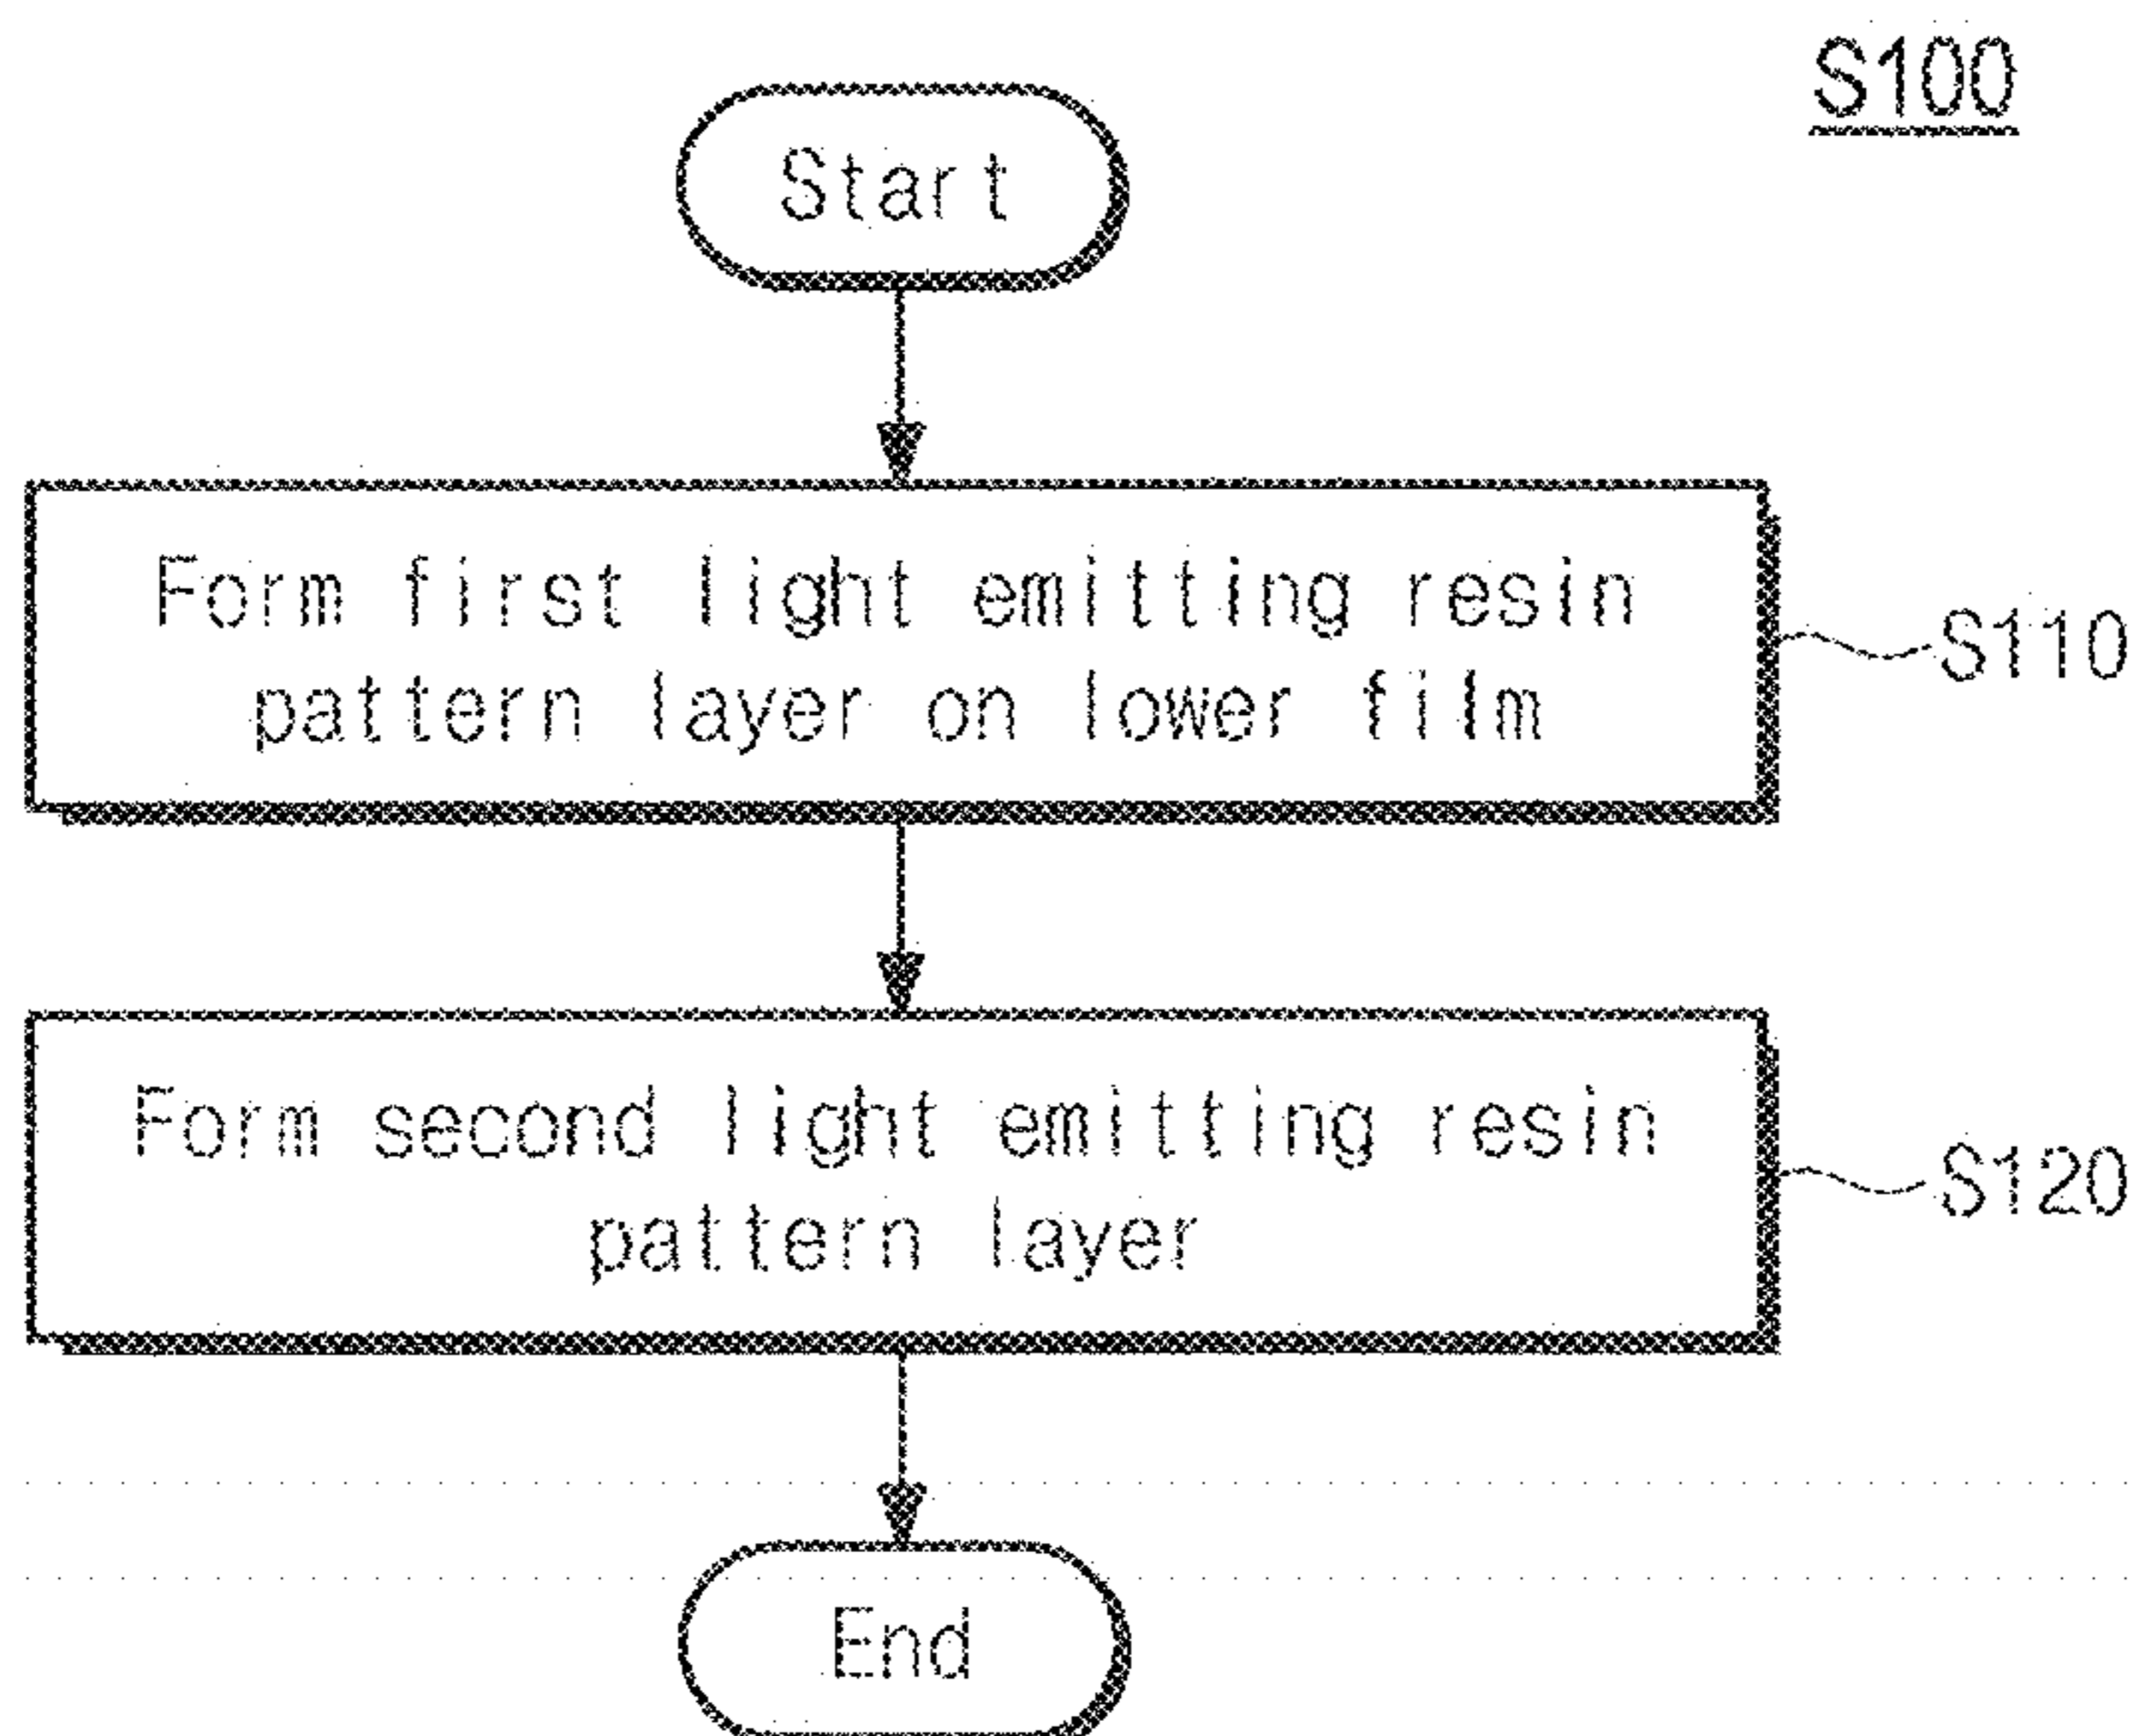 S100
Start
Form first light emitting resin
pattern layer on lower film
S110
Form second light emitting resin
pattern layer
S120
End